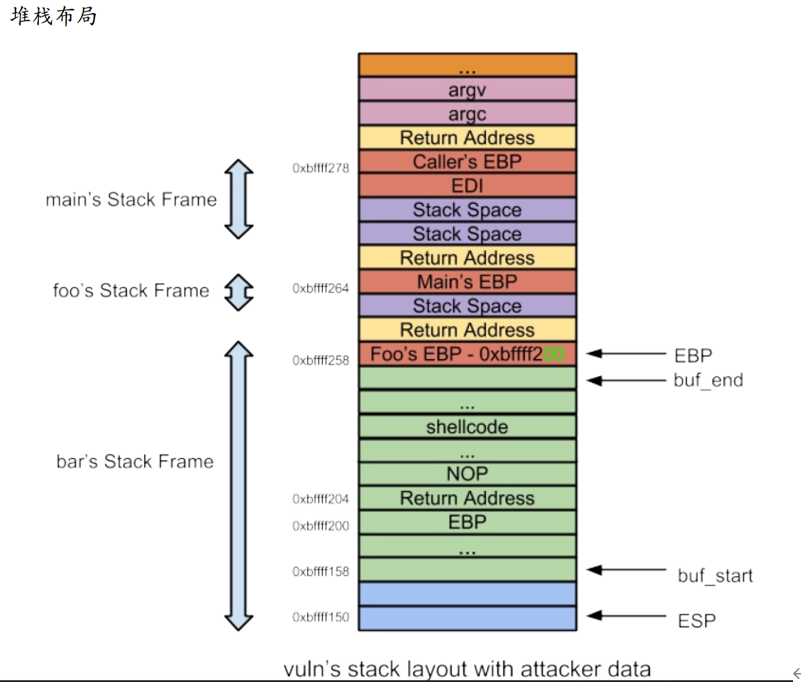 堆栈布局
...
argv
argc
Return Address
0xbffff278 Caller's EBP
EDI
main's Stack Frame
Stack Space
Stack Space
Return Address
foo's Stack Frame
0xbffff264 Main's EBP
Stack Space
Return Address
0xbffff258 Foo's EBP - 0xbffff200 EBP
buf_end
...
shellcode
bar's Stack Frame
...
NOP
0xbffff204 Return Address
0xbffff200 EBP
...
0xbffff158 buf_start
0xbffff150 ESP
vuln's stack layout with attacker data